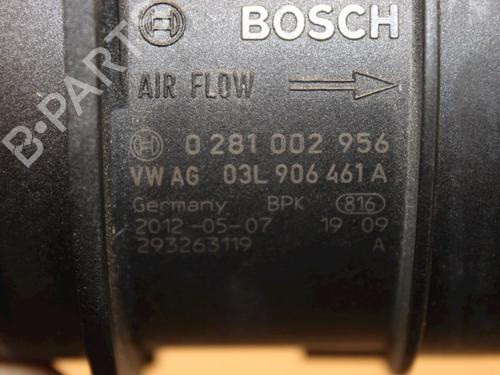 BOSCH
AIR FLOW
0 281 002 956
VW AG 03L 906 461 A
Germany BPK 816
2012-05-07 19:09
293263119 A
B-PARTS